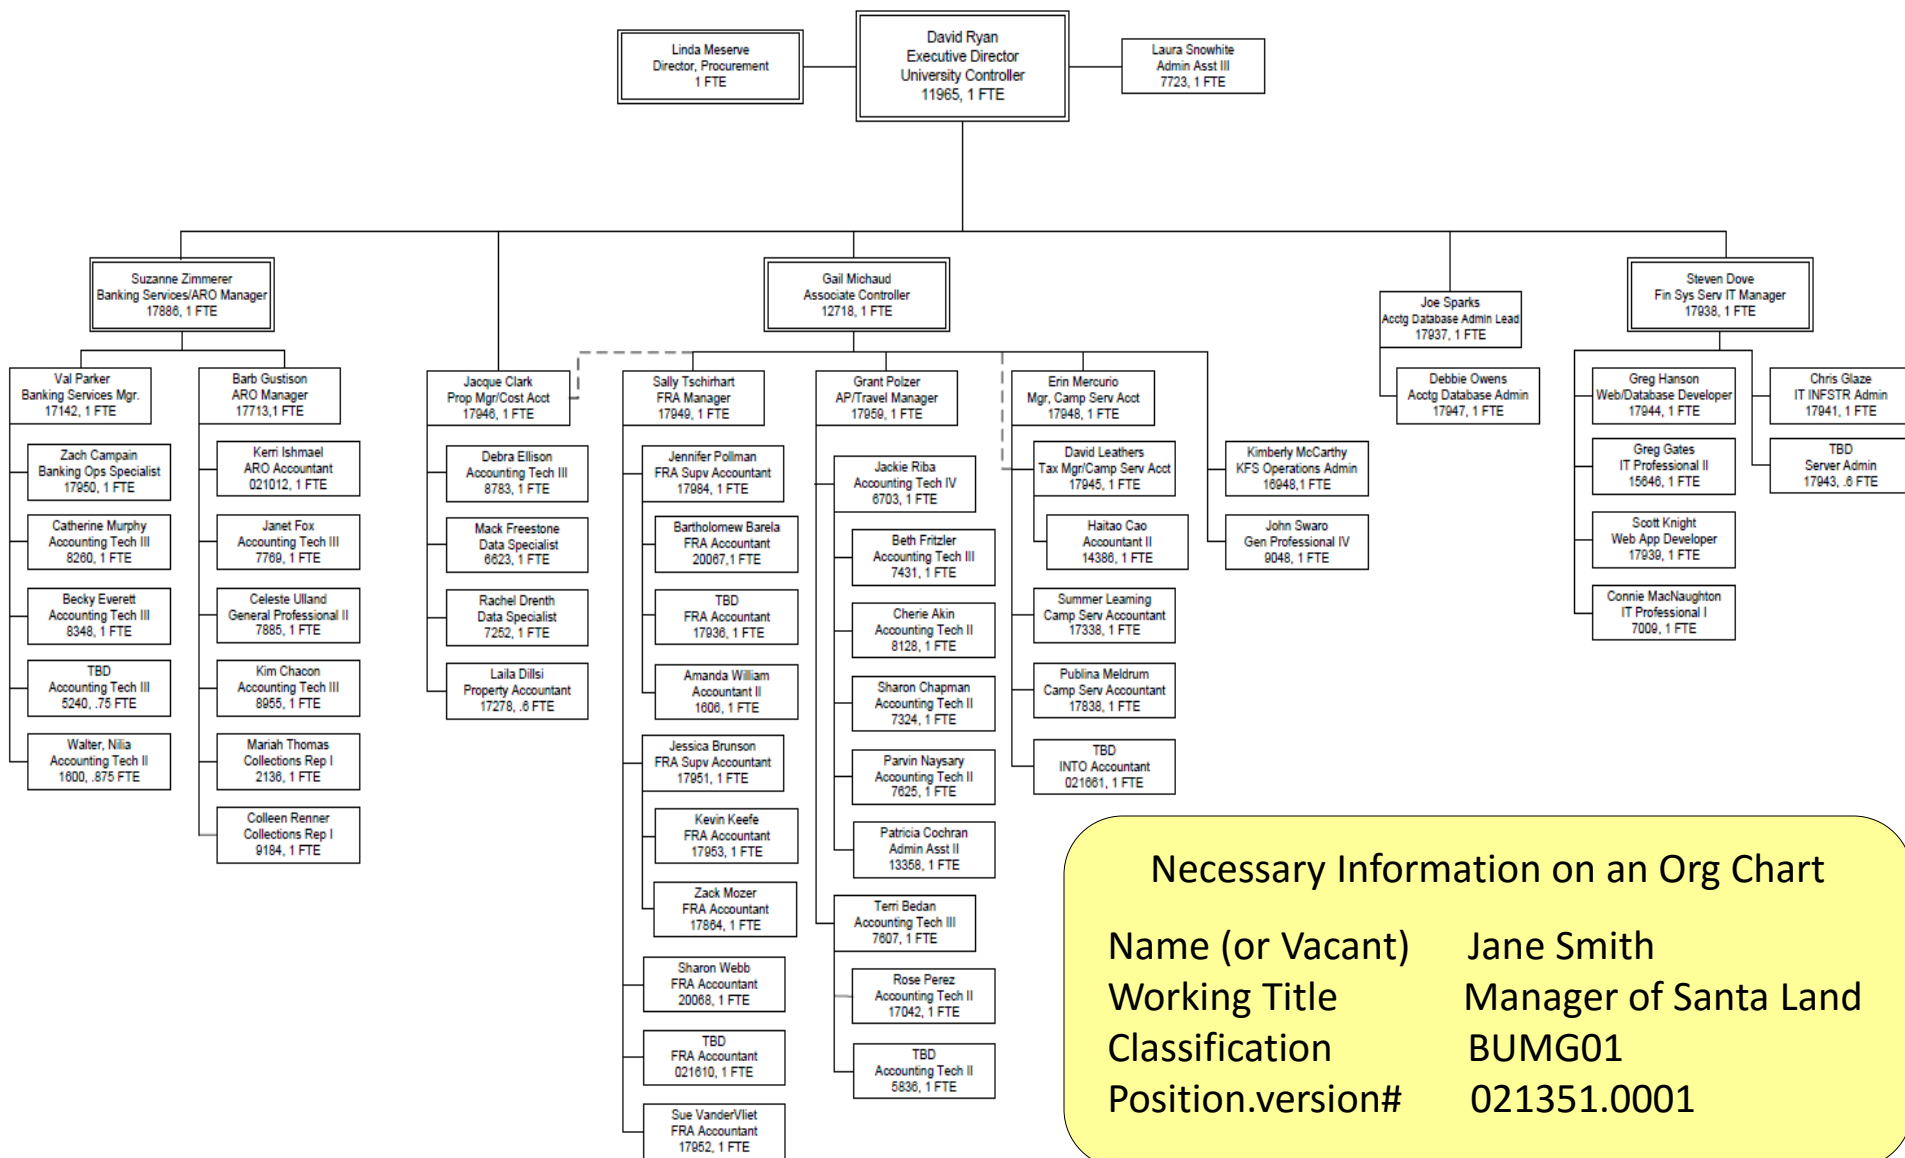 Linda Meserve
Director, Procurement
1 FTE
David Ryan
Executive Director
University Controller
11965, 1 FTE
Laura Snowhite
Admin Asst III
7723, 1 FTE
Suzanne Zimmerer
Banking Services/ARO Manager
17886, 1 FTE
Gail Michaud
Associate Controller
12718, 1 FTE
Joe Sparks
Acctg Database Admin Lead
17937, 1 FTE
Steven Dove
Fin Sys Serv IT Manager
17938, 1 FTE
Val Parker
Banking Services Mgr.
17142, 1 FTE
Zach Campain
Banking Ops Specialist
17950, 1 FTE
Catherine Murphy
Accounting Tech III
8260, 1 FTE
Becky Everett
Accounting Tech III
8348, 1 FTE
TBD
Accounting Tech III
5240, .75 FTE
Walter, Nilia
Accounting Tech II
1600, .875 FTE
Barb Gustison
ARO Manager
17713,1 FTE
Kerri Ishmael
ARO Accountant
021012, 1 FTE
Janet Fox
Accounting Tech III
7769, 1 FTE
Celeste Ulland
General Professional II
7885, 1 FTE
Kim Chacon
Accounting Tech III
8955, 1 FTE
Mariah Thomas
Collections Rep I
2136, 1 FTE
Colleen Renner
Collections Rep I
9184, 1 FTE
Jacque Clark
Prop Mgr/Cost Acct
17946, 1 FTE
Debra Ellison
Accounting Tech III
8783, 1 FTE
Mack Freestone
Data Specialist
6623, 1 FTE
Rachel Drenth
Data Specialist
7252, 1 FTE
Laila Dillsi
Property Accountant
17278, .6 FTE
Sally Tschirhart
FRA Manager
17949, 1 FTE
Jennifer Pollman
FRA Supv Accountant
17984, 1 FTE
Bartholomew Barela
FRA Accountant
20067,1 FTE
TBD
FRA Accountant
17936, 1 FTE
Amanda William
Accountant II
1606, 1 FTE
Jessica Brunson
FRA Supv Accountant
17951, 1 FTE
Kevin Keefe
FRA Accountant
17953, 1 FTE
Zack Mozer
FRA Accountant
17864, 1 FTE
Sharon Webb
FRA Accountant
20068, 1 FTE
TBD
FRA Accountant
021610, 1 FTE
Sue VanderVliet
FRA Accountant
17952, 1 FTE
Grant Polzer
AP/Travel Manager
17959, 1 FTE
Jackie Riba
Accounting Tech IV
6703, 1 FTE
Beth Fritzler
Accounting Tech III
7431, 1 FTE
Cherie Akin
Accounting Tech II
8128, 1 FTE
Sharon Chapman
Accounting Tech II
7324, 1 FTE
Parvin Naysary
Accounting Tech II
7625, 1 FTE
Patricia Cochran
Admin Asst II
13358, 1 FTE
Terri Bedan
Accounting Tech III
7607, 1 FTE
Rose Perez
Accounting Tech II
17042, 1 FTE
TBD
Accounting Tech II
5836, 1 FTE
Erin Mercurio
Mgr, Camp Serv Acct
17948, 1 FTE
David Leathers
Tax Mgr/Camp Serv Acct
17945, 1 FTE
Haitao Cao
Accountant II
14386, 1 FTE
Summer Leaming
Camp Serv Accountant
17338, 1 FTE
Publina Meldrum
Camp Serv Accountant
17838, 1 FTE
TBD
INTO Accountant
021661, 1 FTE
Kimberly McCarthy
KFS Operations Admin
16948,1 FTE
John Swaro
Gen Professional IV
9048, 1 FTE
Debbie Owens
Acctg Database Admin
17947, 1 FTE
Greg Hanson
Web/Database Developer
17944, 1 FTE
Greg Gates
IT Professional II
15646, 1 FTE
Scott Knight
Web App Developer
17939, 1 FTE
Connie MacNaughton
IT Professional I
7009, 1 FTE
Chris Glaze
IT INFSTR Admin
17941, 1 FTE
TBD
Server Admin
17943, .6 FTE
Necessary Information on an Org Chart
Name (or Vacant) Jane Smith
Working Title Manager of Santa Land
Classification BUMG01
Position.version# 021351.0001